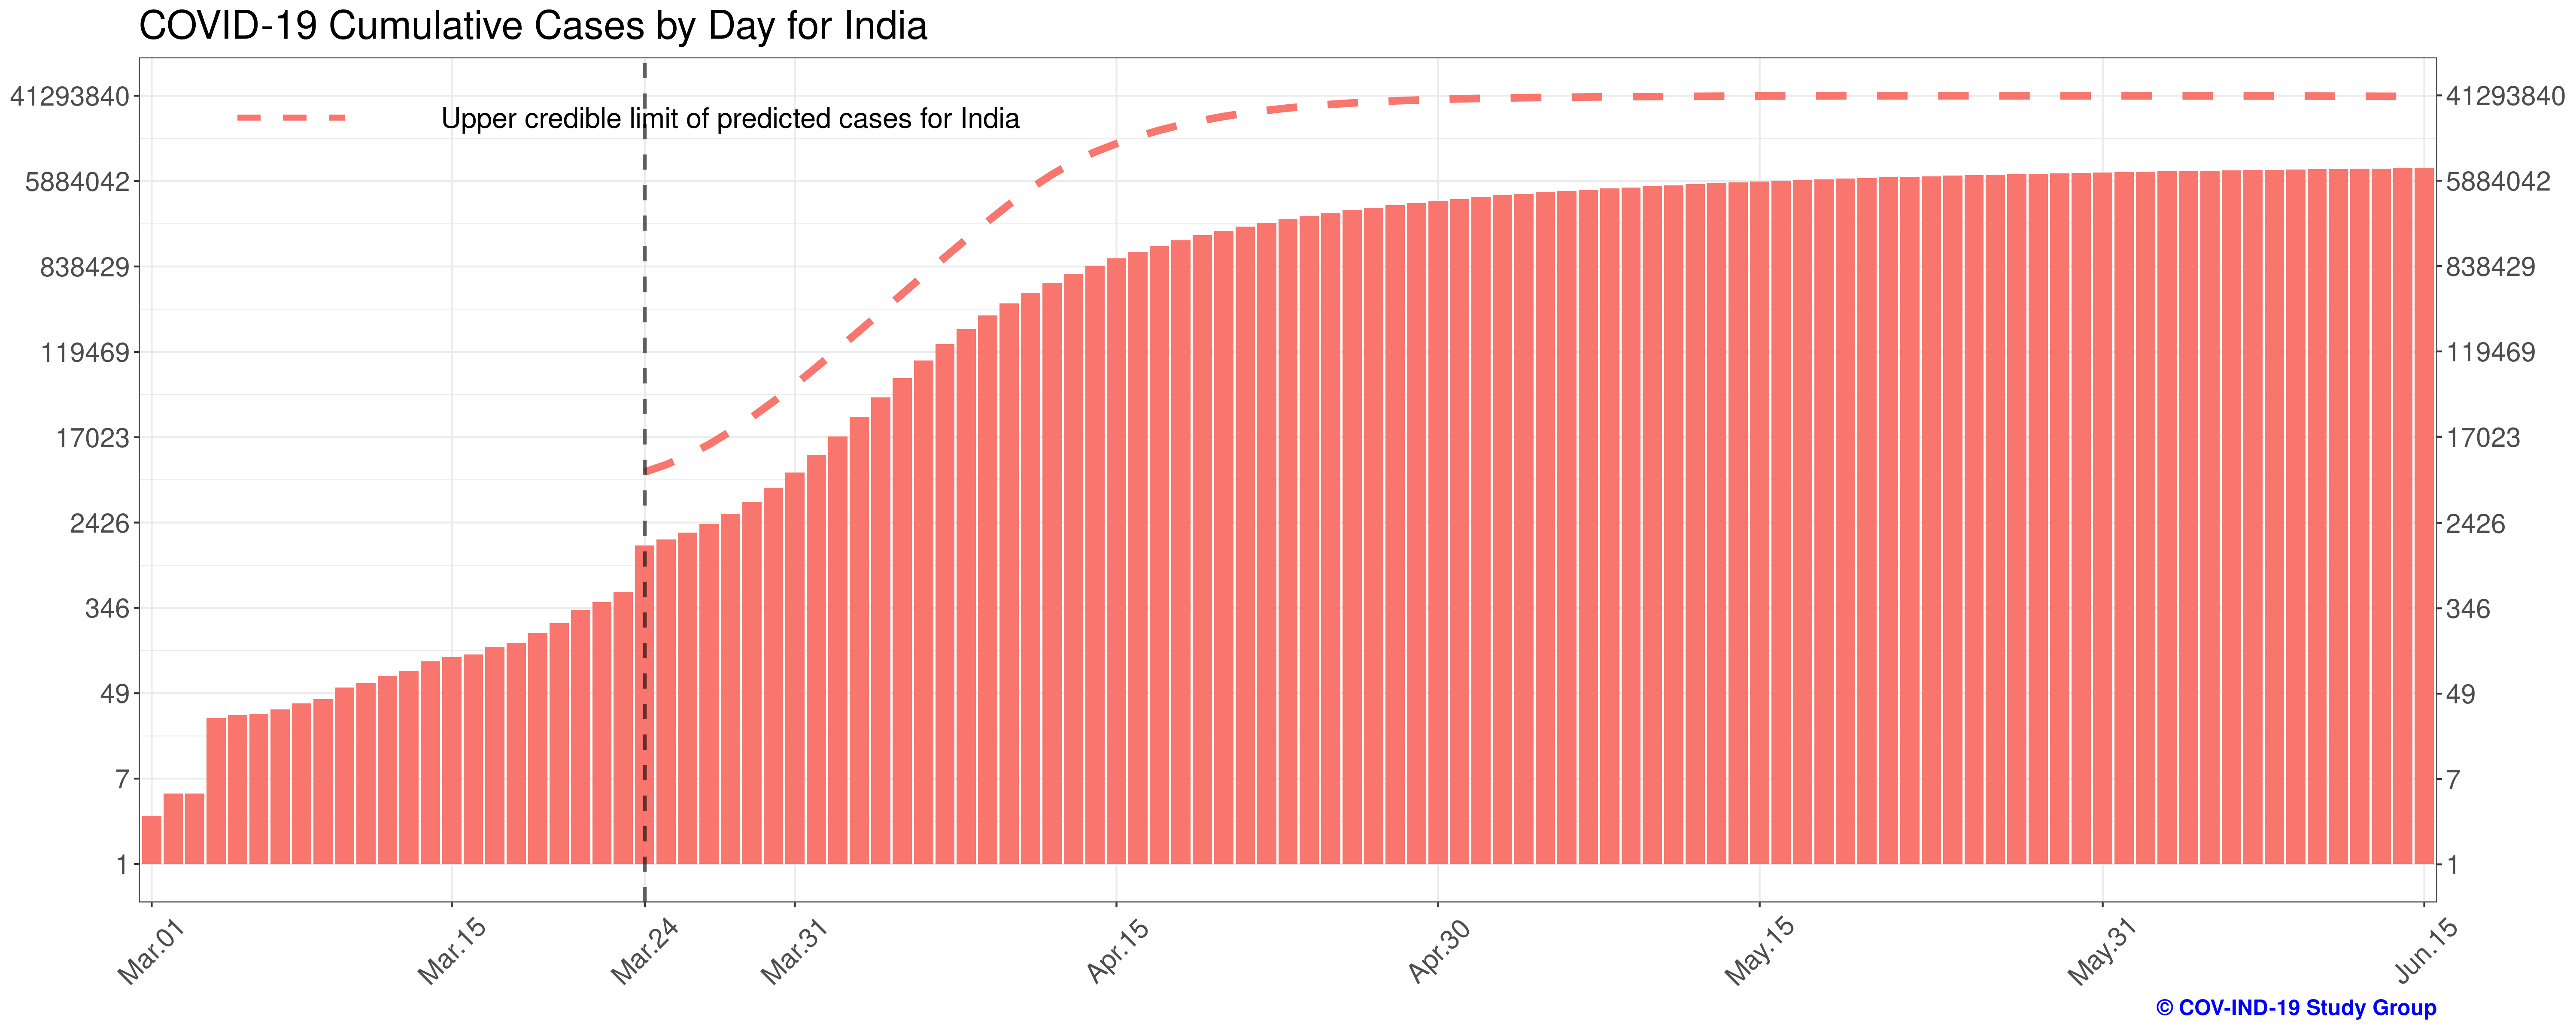 COVID-19 Cumulative Cases by Day for India
Upper credible limit of predicted cases for India
41293840
5884042
838429
119469
17023
2426
346
49
7
1
41293840
5884042
838429
119469
17023
2426
346
49
7
1
Mar.01
Mar.15
Mar.24
Mar.31
Apr.15
Apr.30
May.15
May.31
Jun.15
© COV-IND-19 Study Group